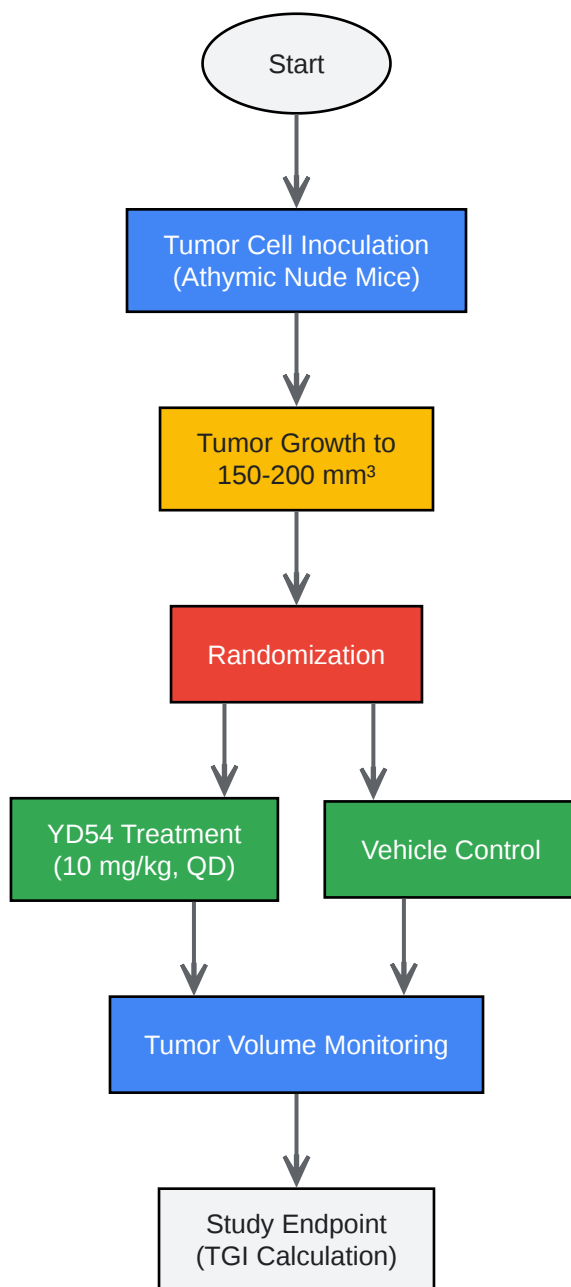 Start
Tumor Cell Inoculation
(Athymic Nude Mice)
Tumor Growth to
150-200 mm³
Randomization
YD54 Treatment
(10 mg/kg, QD)
Vehicle Control
Tumor Volume Monitoring
Study Endpoint
(TGI Calculation)